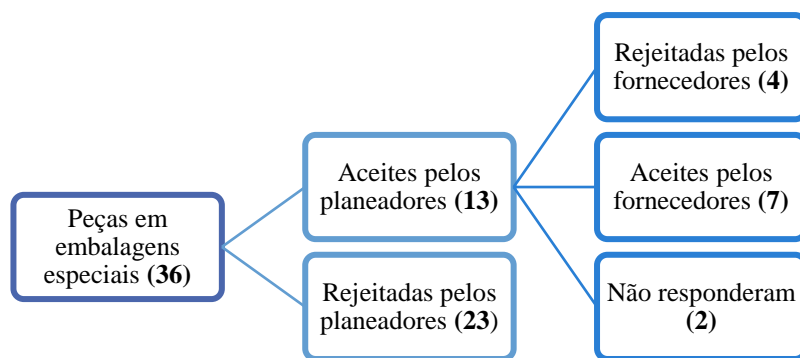 Peças em
embalagens
especiais (36)
Aceites pelos
planeadores (13)
Rejeitadas pelos
planeadores (23)
Rejeitadas pelos
fornecedores (4)
Aceites pelos
fornecedores (7)
Não responderam
(2)